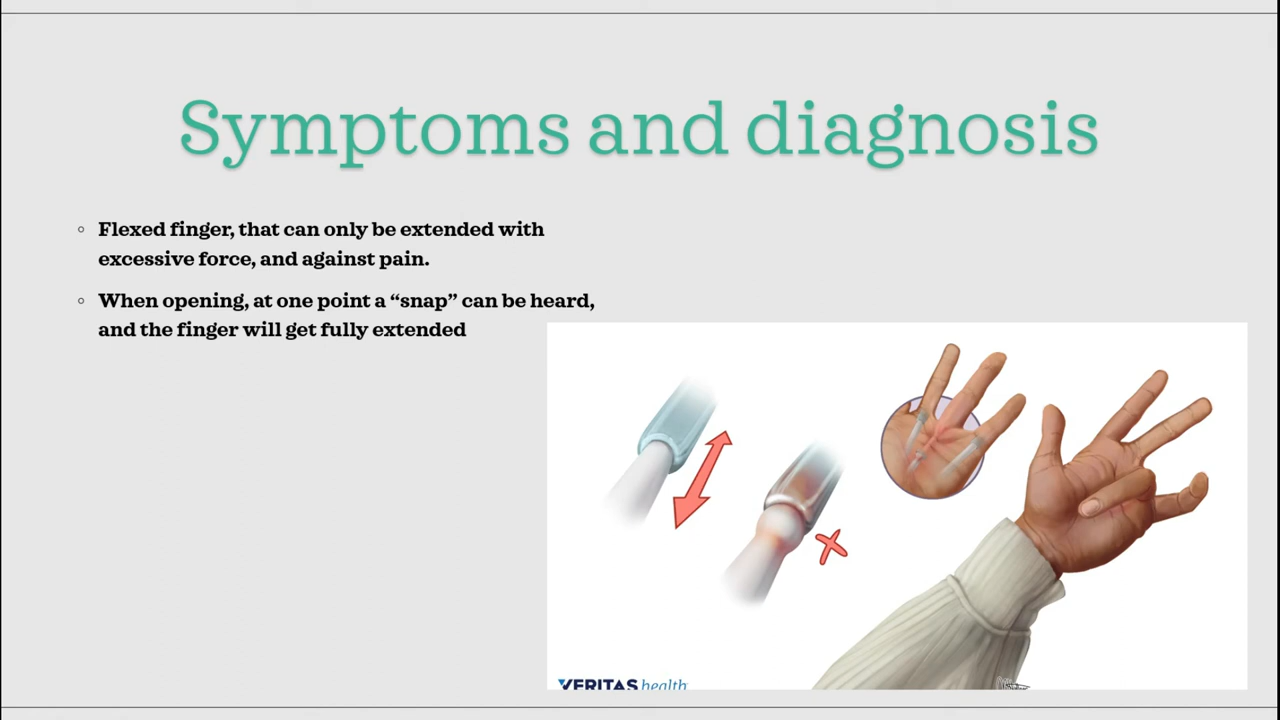 Symptoms and diagnosis
Flexed finger, that can only be extended with
excessive force, and against pain.
When opening, at one point a “snap” can be heard,
and the finger will get fully extended
VERITAS health